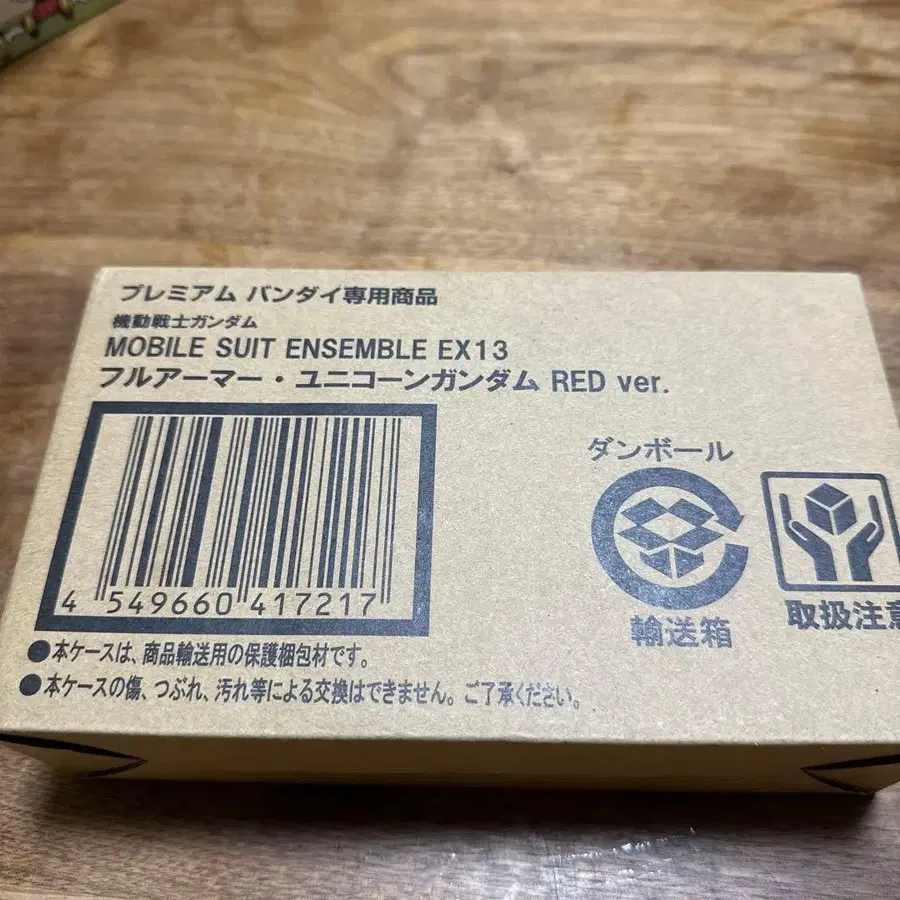 プレミアム バンダイ専用商品
機動戦士ガンダム
MOBILE SUIT ENSEMBLE EX13
フルアーマー・ユニコーンガンダム RED ver.
4 549660 417217
ダンボール
輸送箱
取扱注意
●本ケースは、商品輸送用の保護梱包材です。
●本ケースの傷、つぶれ、汚れ等による交換はできません。ご了承ください。